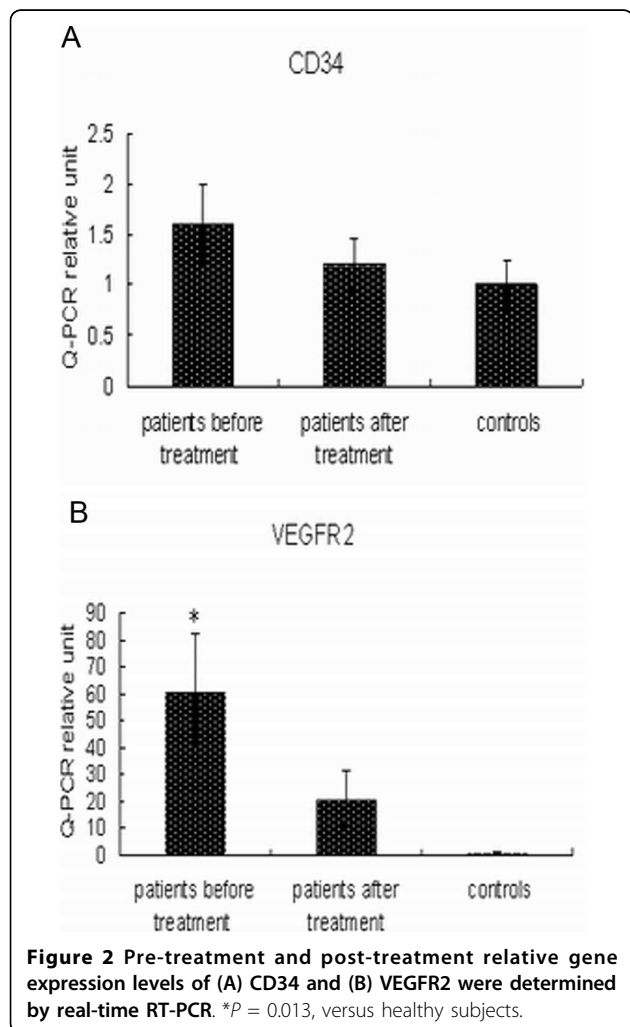 A
CD34
Q-PCR relative unit
2.5
2
1.5
1
0.5
0
patients before treatment
patients after treatment
controls
B
VEGFR2
Q-PCR relative unit
90
80
70
60
50
40
30
20
10
0
*
patients before treatment
patients after treatment
controls
Figure 2 Pre-treatment and post-treatment relative gene
expression levels of (A) CD34 and (B) VEGFR2 were determined
by real-time RT-PCR. *P = 0.013, versus healthy subjects.